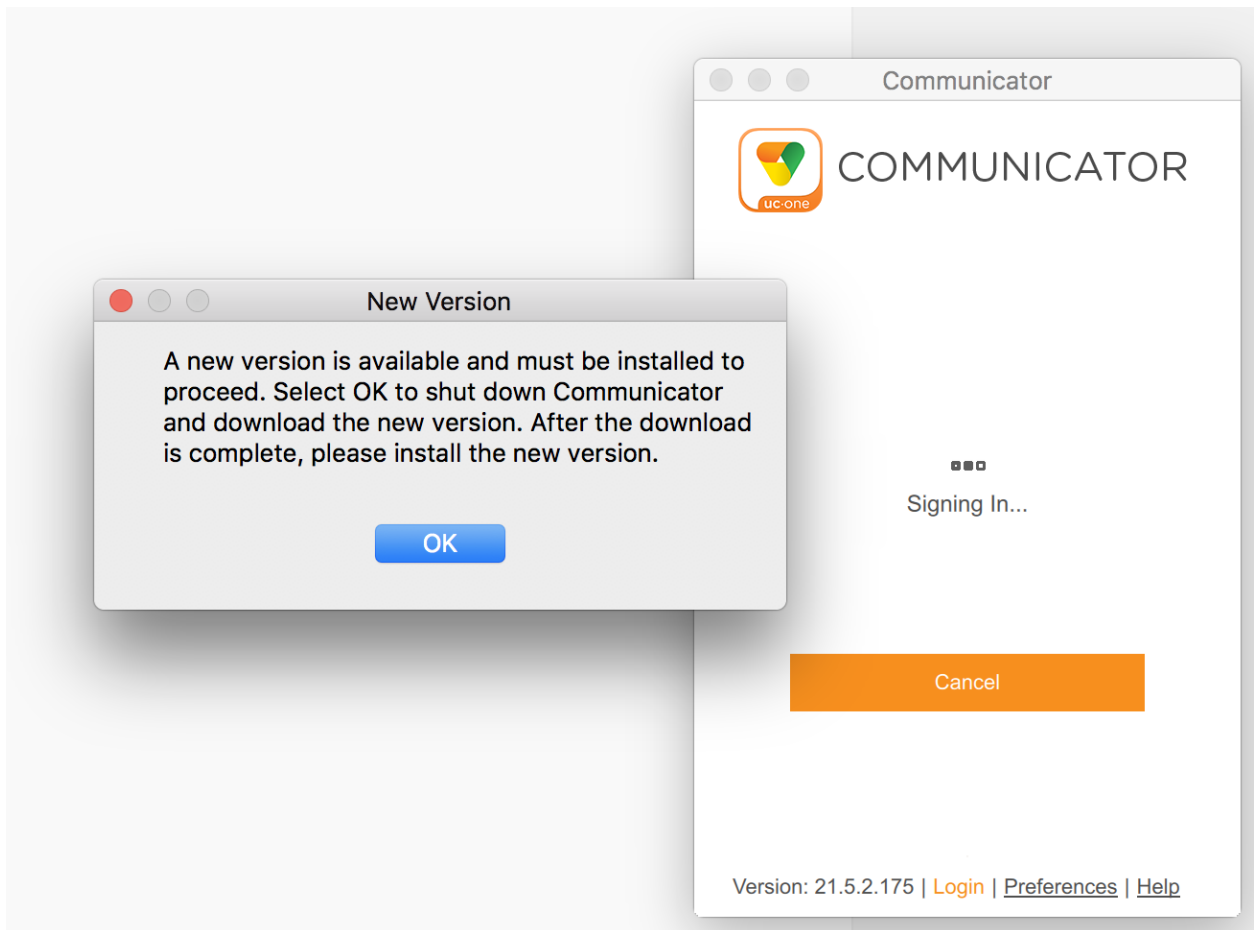 Communicator
uc·one
COMMUNICATOR
New Version
A new version is available and must be installed to
proceed. Select OK to shut down Communicator
and download the new version. After the download
is complete, please install the new version.
OK
Signing In...
Cancel
Version: 21.5.2.175 | Login | Preferences | Help